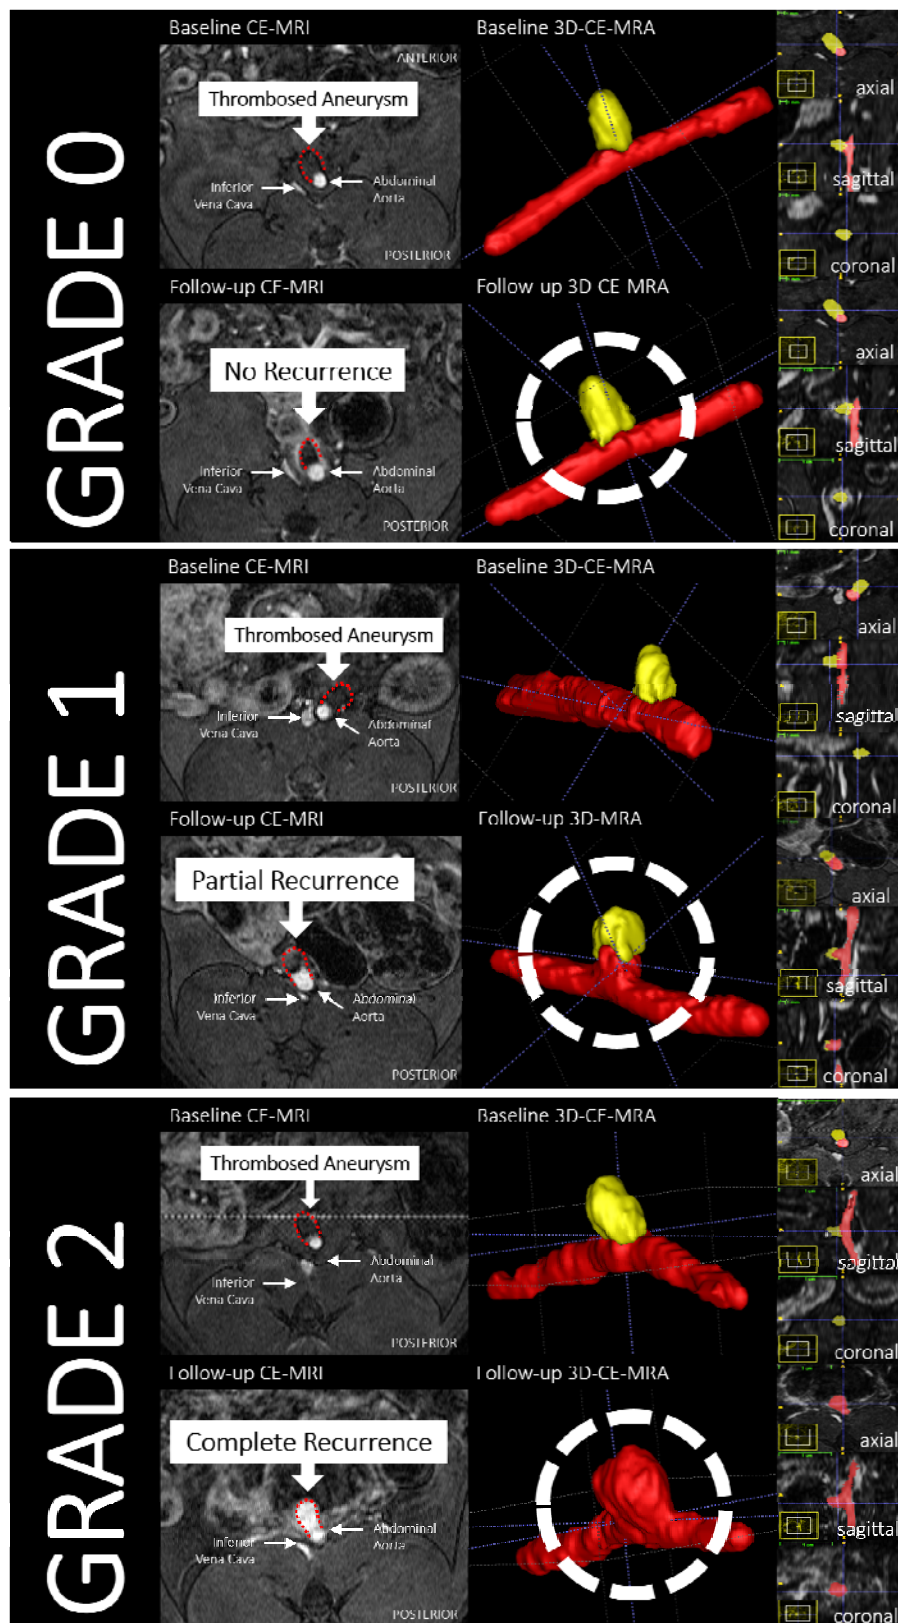 GRADE 0
Baseline CE-MRI
ANTERIOR
Thrombosed Aneurysm
Inferior
Vena Cava
Abdominal
Aorta
POSTERIOR
Baseline 3D-CE-MRA
axial
sagittal
coronal
Follow-up CE-MRI
No Recurrence
Inferior
Vena Cava
Abdominal
Aorta
POSTERIOR
Follow up 3D CE MRA
axial
sagittal
coronal
GRADE 1
Baseline CE-MRI
Thrombosed Aneurysm
Inferior
Vena Cava
Abdominal
Aorta
POSTERIOR
Baseline 3D-CE-MRA
axial
sagittal
coronal
Follow-up CE-MRI
Partial Recurrence
Inferior
Vena Cava
Abdominal
Aorta
POSTERIOR
Follow-up 3D-MRA
axial
sagittal
coronal
GRADE 2
Baseline CE-MRI
Thrombosed Aneurysm
Inferior
Vena Cava
Abdominal
Aorta
POSTERIOR
Baseline 3D-CE-MRA
axial
sagittal
coronal
Follow-up CE-MRI
Complete Recurrence
Inferior
Vena Cava
Abdominal
Aorta
POSTERIOR
Follow-up 3D-CE-MRA
axial
sagittal
coronal